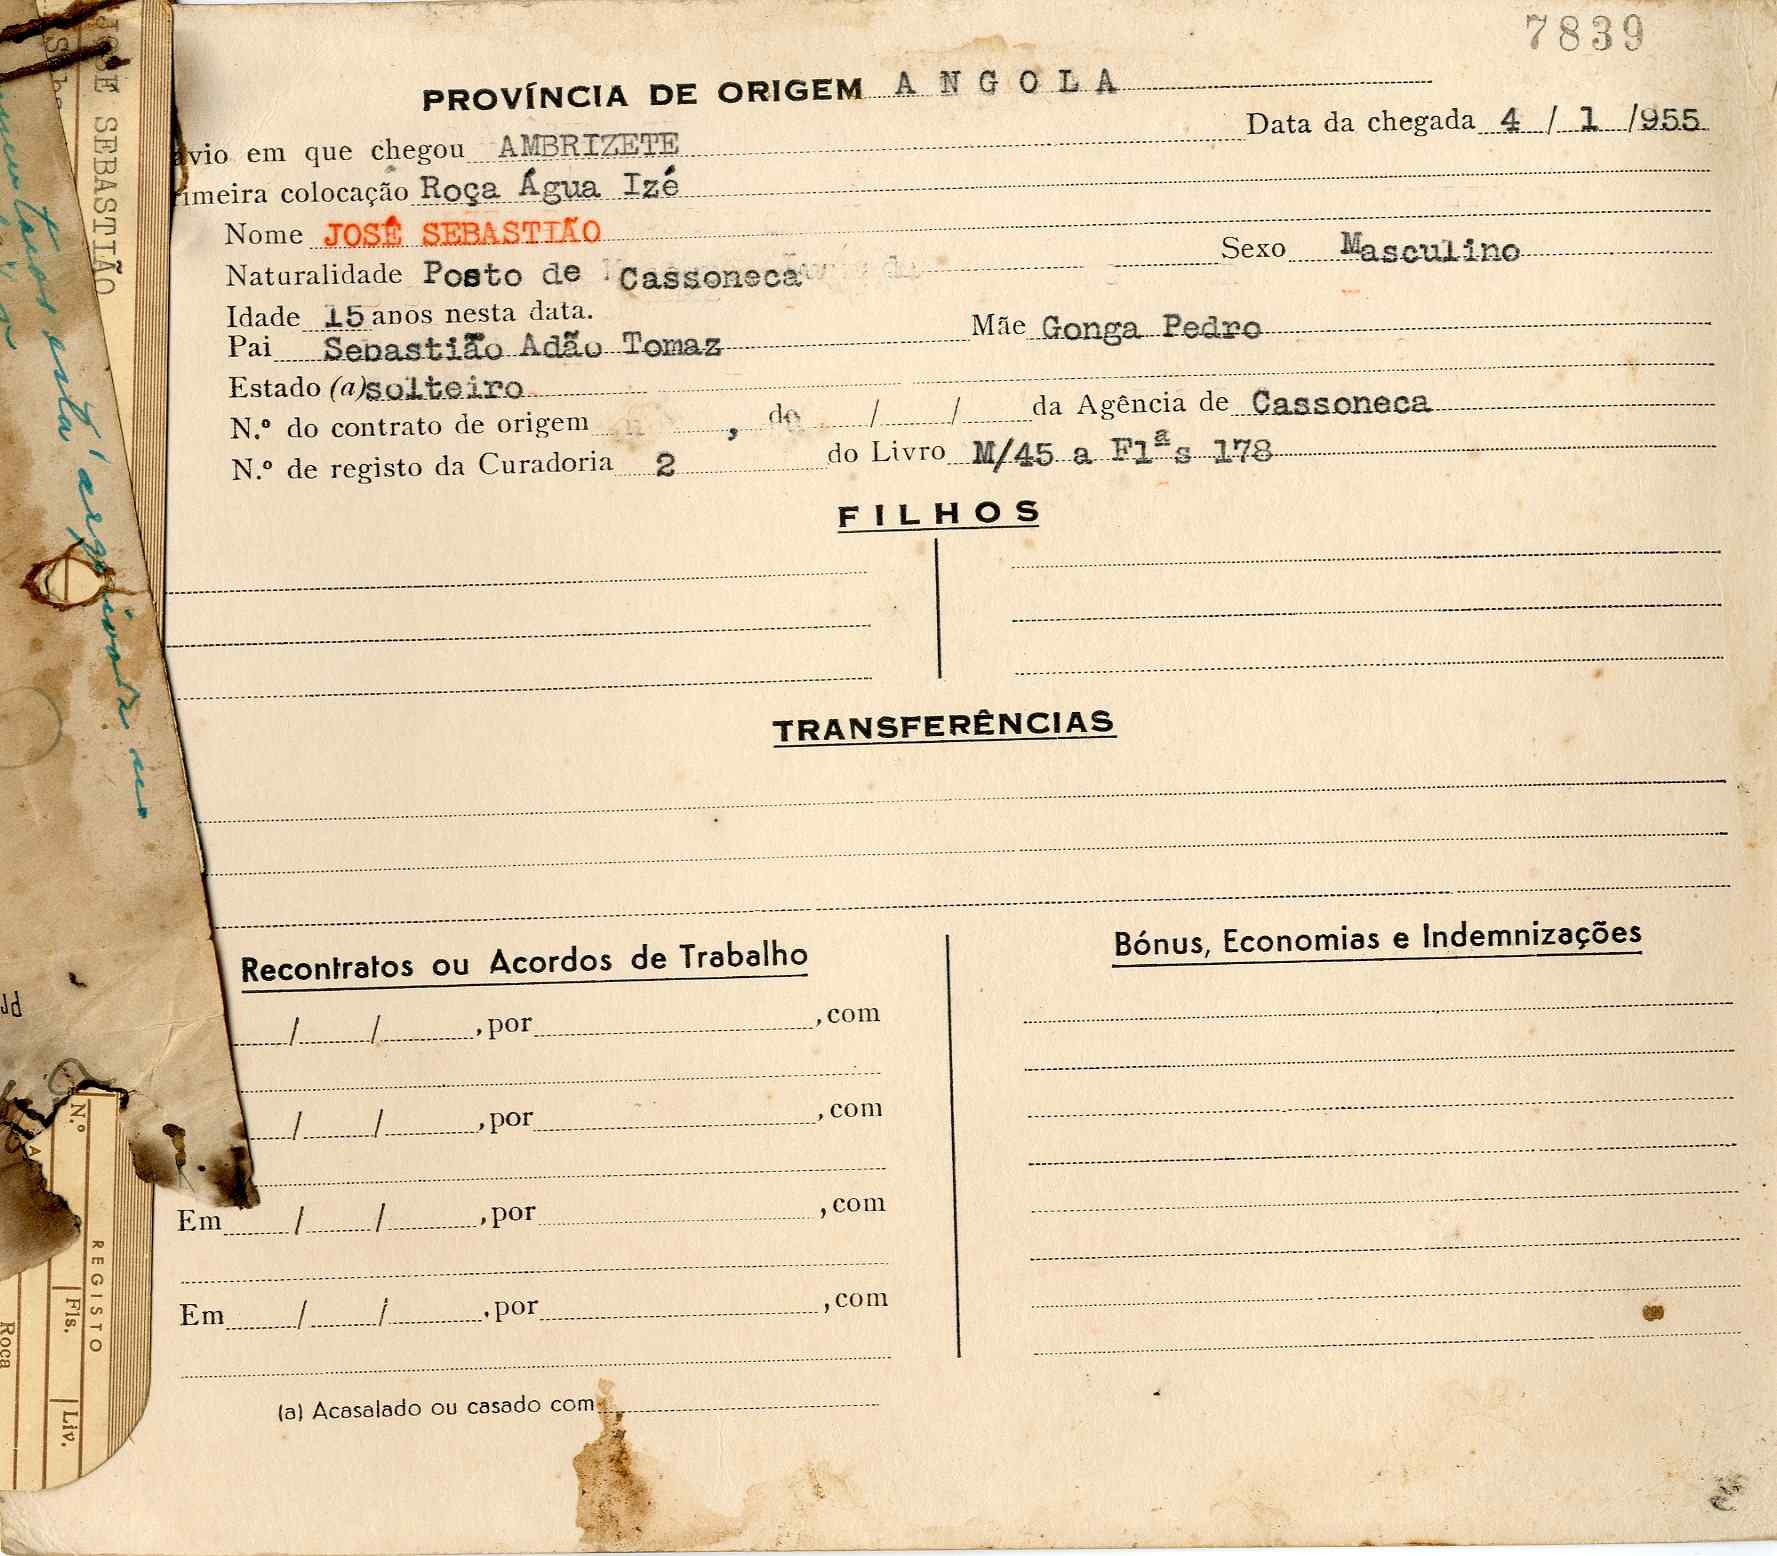 7839
PROVÍNCIA DE ORIGEM ANGOLA
Data da chegada 4 / 1 /955
vio em que chegou AMBRIZETE
imeira colocação Roça Água Izé
Nome JOSÊ SEBASTIÃO
Sexo Masculino
Naturalidade Posto de Cassoneca
Idade 15 anos nesta data.
Pai Sebastião Adão Tomaz Mãe Gonga Pedro
Estado (a) solteiro
N.º do contrato de origem , de / / da Agência de Cassoneca
N.º de registo da Curadoria 2 do Livro M/45 a Flªs 178
FILHOS
TRANSFERÊNCIAS
Recontratos ou Acordos de Trabalho
Bónus, Economias e Indemnizações
/ / , por , com
/ / , por , com
Em / / , por , com
Em / / , por , com
(a) Acasalado ou casado com
JOSÉ SEBASTIÃO
está
no
N.º
REGISTO
Fls.
Liv.
Roça